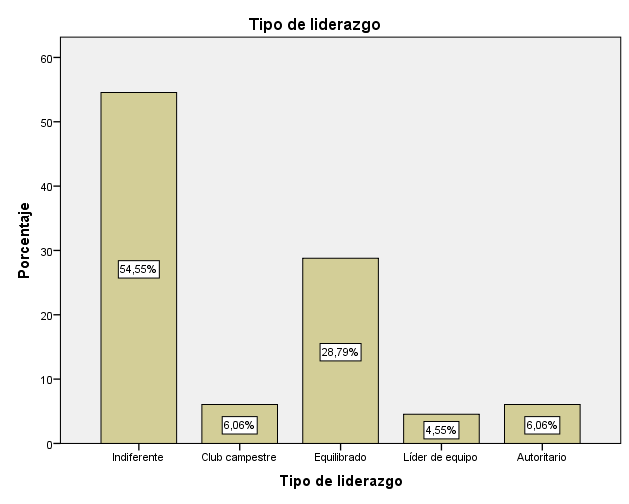 Tipo de liderazgo
Porcentaje
60
50
40
30
20
10
0
54,55%
6,06%
28,79%
4,55%
6,06%
Indiferente
Club campestre
Equilibrado
Líder de equipo
Autoritario
Tipo de liderazgo